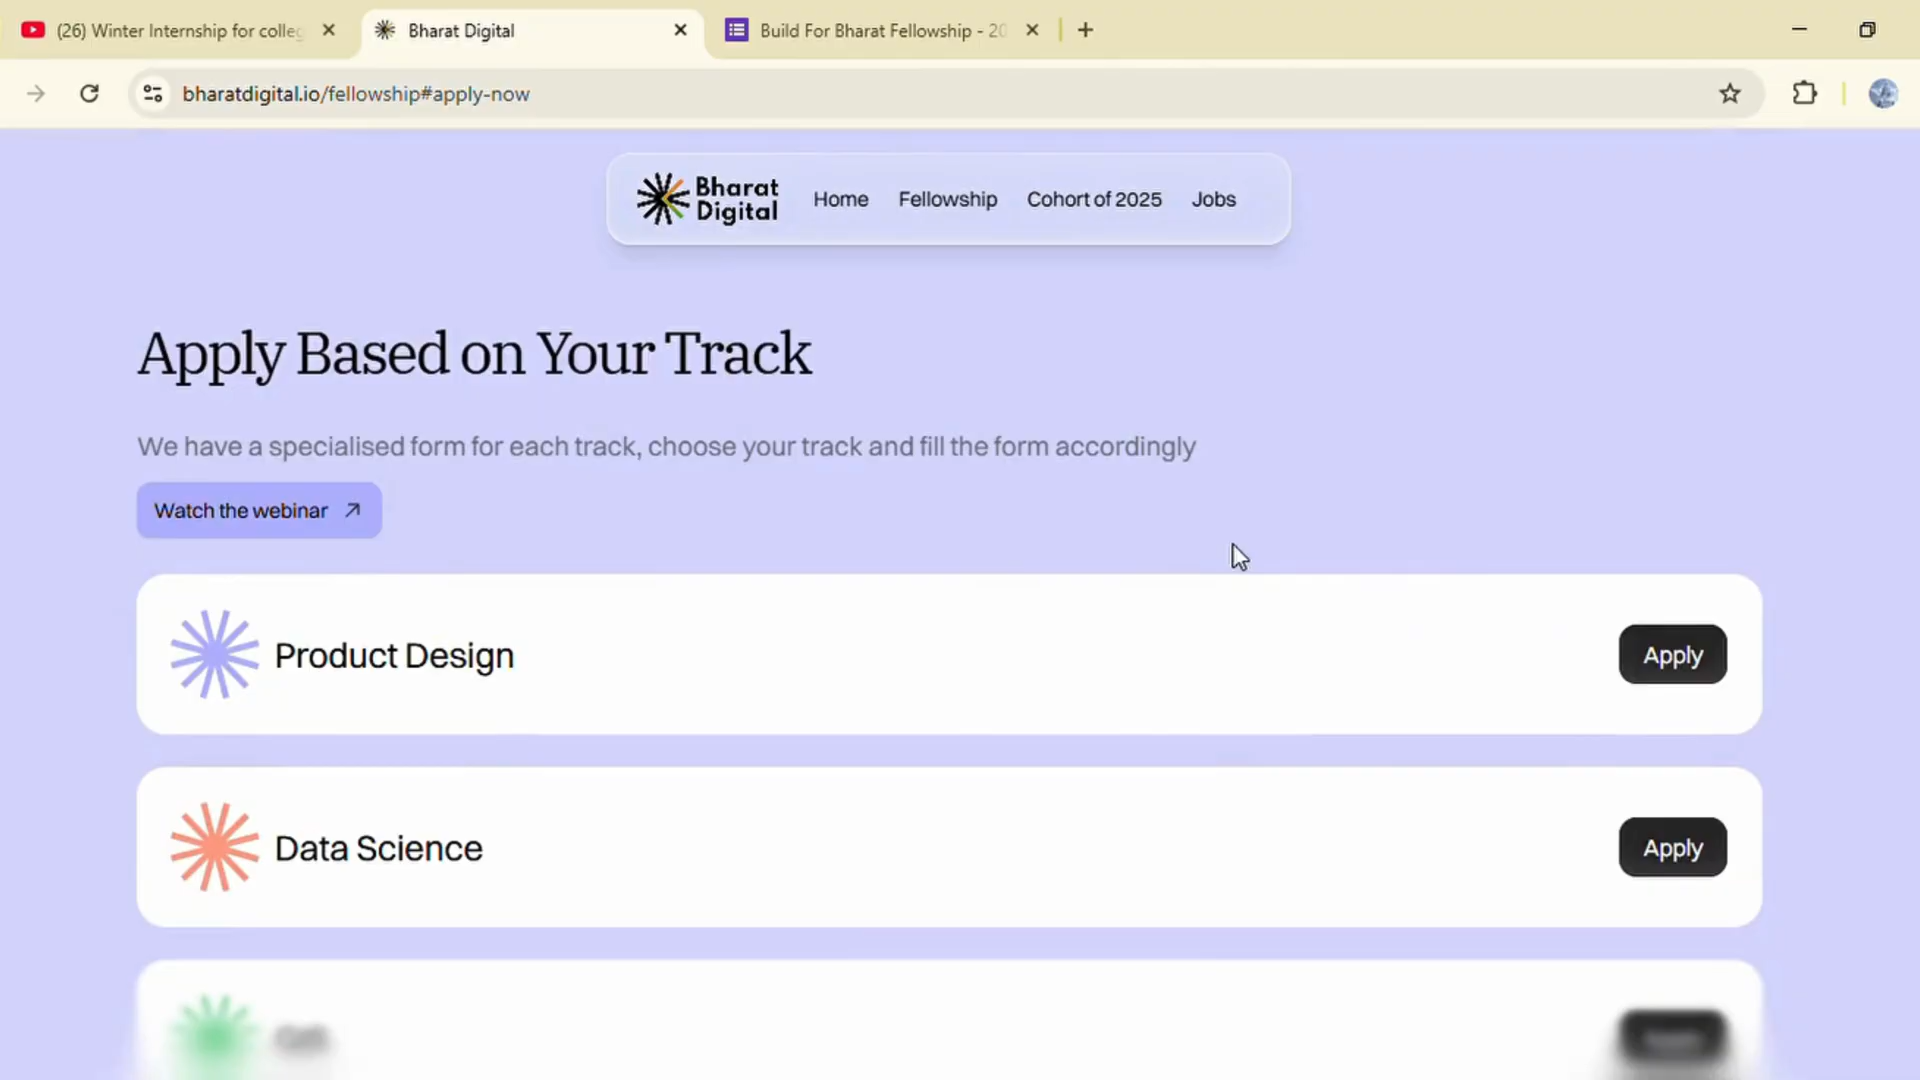 (26) Winter Internship for colleg
Bharat Digital
Build For Bharat Fellowship - 20
bharatdigital.io/fellowship#apply-now
Bharat
Digital
Home
Fellowship
Cohort of 2025
Jobs
Apply Based on Your Track
We have a specialised form for each track, choose your track and fill the form accordingly
Watch the webinar
Product Design
Apply
Data Science
Apply